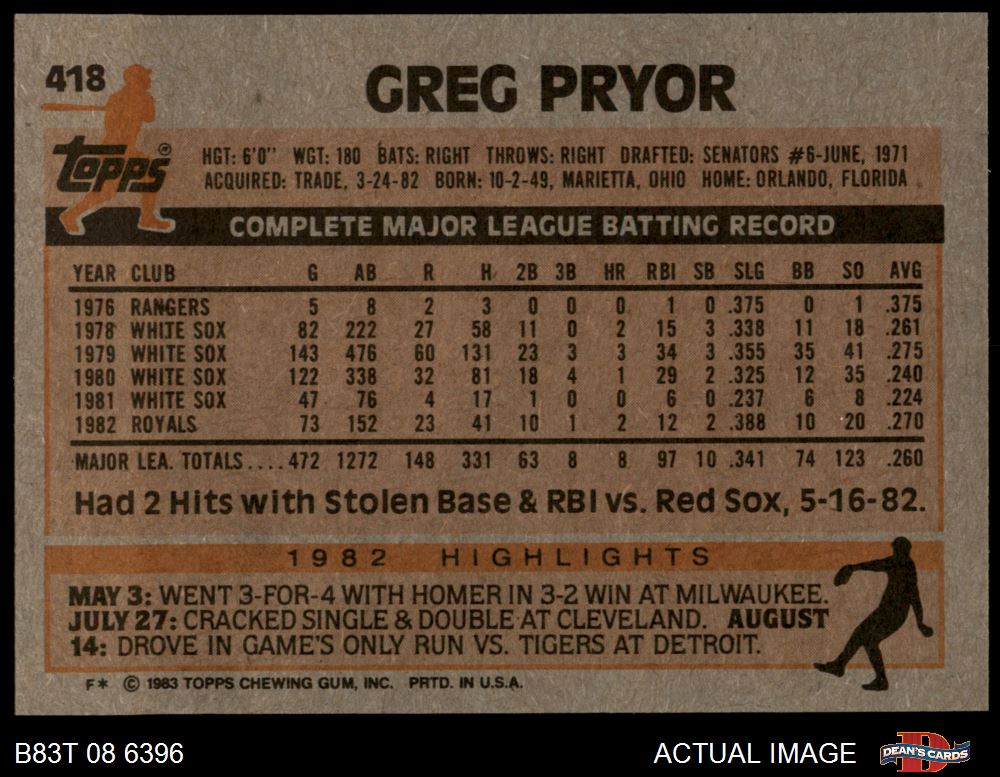 418
GREG PRYOR
Topps®
HGT: 6'0" WGT: 180 BATS: RIGHT THROWS: RIGHT DRAFTED: SENATORS #6-JUNE, 1971
ACQUIRED: TRADE, 3-24-82 BORN: 10-2-49, MARIETTA, OHIO HOME: ORLANDO, FLORIDA
COMPLETE MAJOR LEAGUE BATTING RECORD
YEAR CLUB G AB R H 2B 3B HR RBI SB SLG BB SO AVG
1976 RANGERS 5 8 2 3 0 0 0 1 0 .375 0 1 .375
1978 WHITE SOX 82 222 27 58 11 0 2 15 3 .338 11 18 .261
1979 WHITE SOX 143 476 60 131 23 3 3 34 3 .355 35 41 .275
1980 WHITE SOX 122 338 32 81 18 4 1 29 2 .325 12 35 .240
1981 WHITE SOX 47 76 4 17 1 0 0 6 0 .237 6 8 .224
1982 ROYALS 73 152 23 41 10 1 2 12 2 .388 10 20 .270
MAJOR LEA. TOTALS....472 1272 148 331 63 8 8 97 10 .341 74 123 .260
Had 2 Hits with Stolen Base & RBI vs. Red Sox, 5-16-82.
1982 HIGHLIGHTS
MAY 3: WENT 3-FOR-4 WITH HOMER IN 3-2 WIN AT MILWAUKEE.
JULY 27: CRACKED SINGLE & DOUBLE AT CLEVELAND. AUGUST
14: DROVE IN GAME'S ONLY RUN VS. TIGERS AT DETROIT.
F* © 1983 TOPPS CHEWING GUM, INC. PRTD. IN U.S.A.
B83T 08 6396 ACTUAL IMAGE DEAN'S CARDS